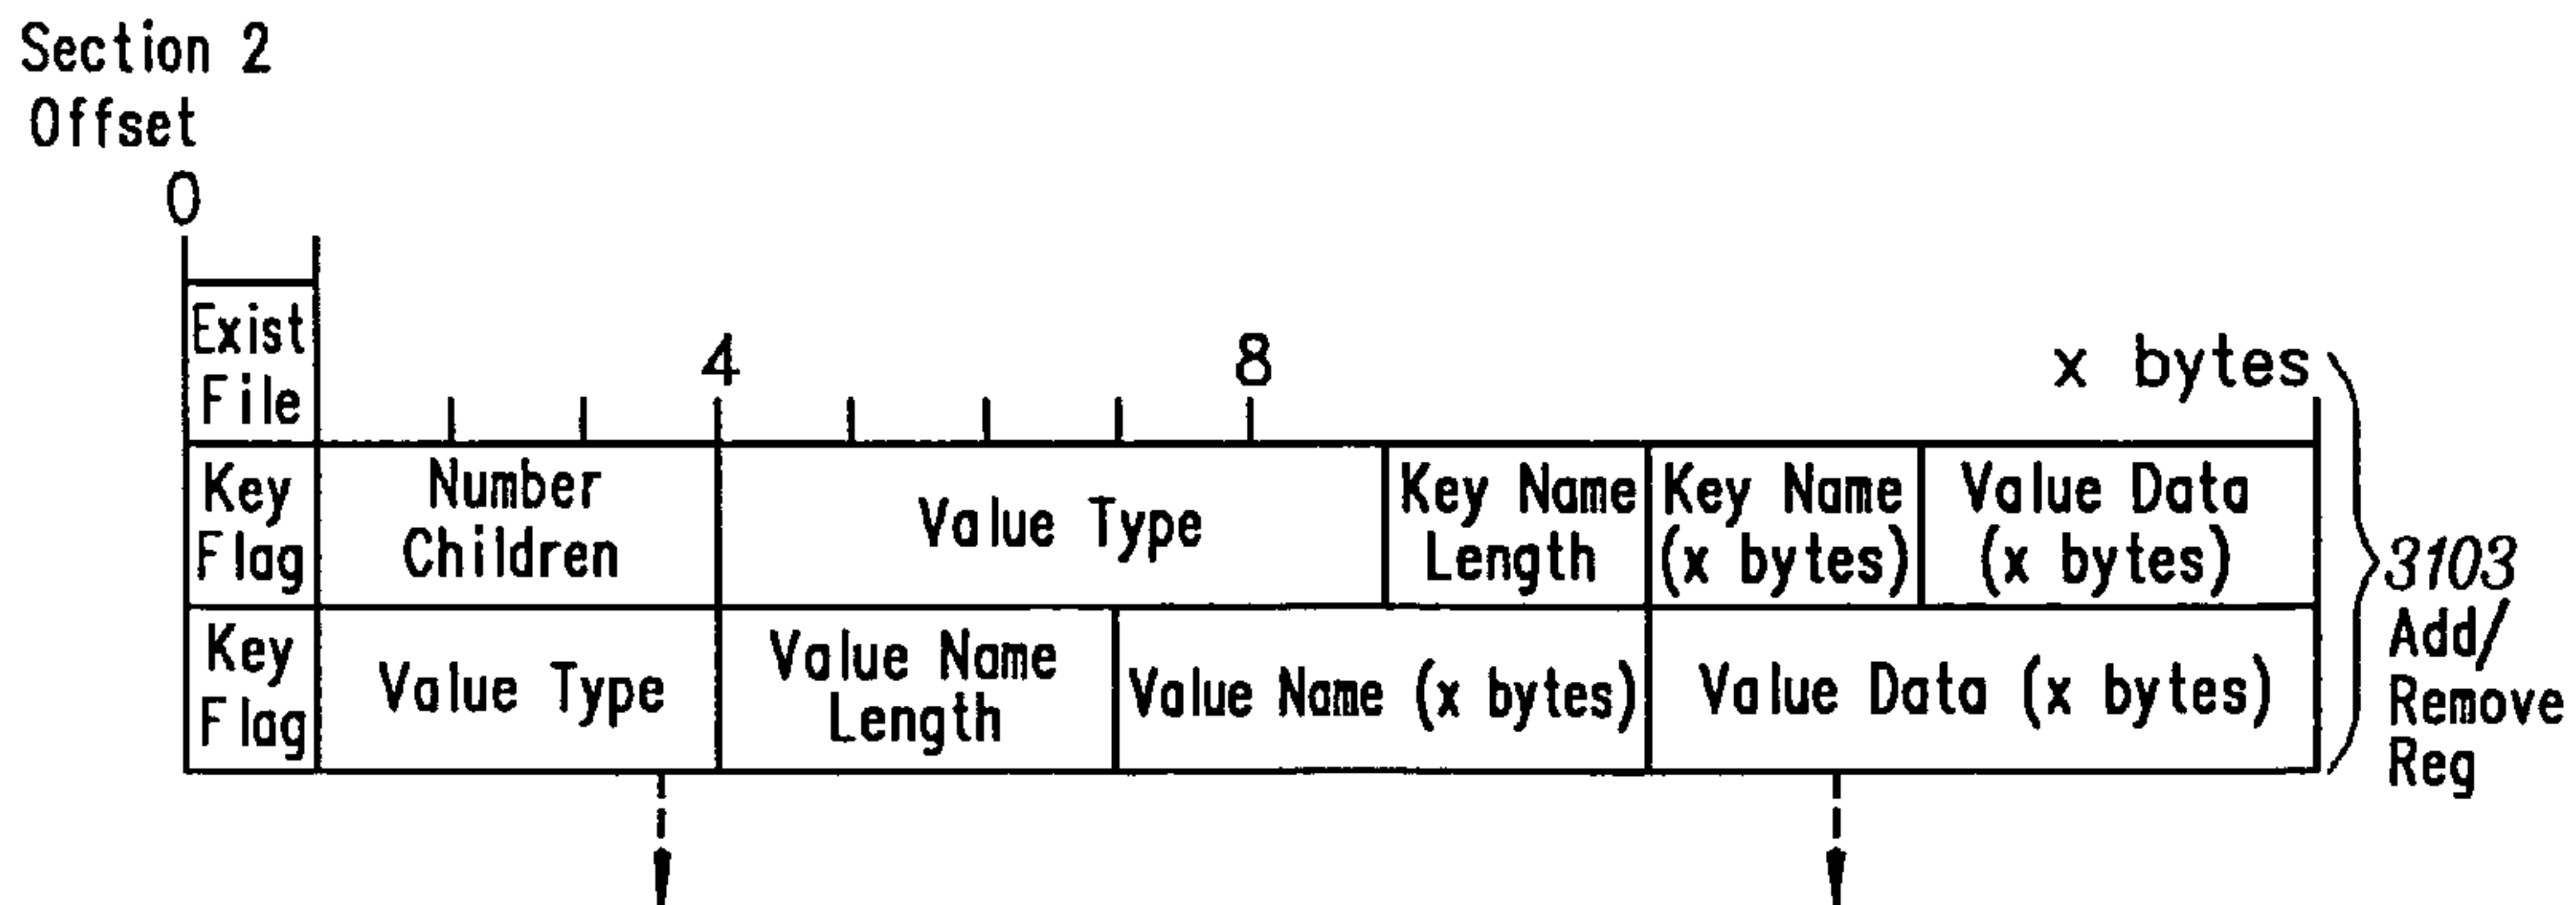 Section 2
Offset
0
Exist
File
4
8
x bytes
Key
Flag
Number
Children
Value Type
Key Name
Length
Key Name
(x bytes)
Value Data
(x bytes)
Key
Flag
Value Type
Value Name
Length
Value Name (x bytes)
Value Data (x bytes)
3103
Add/
Remove
Reg